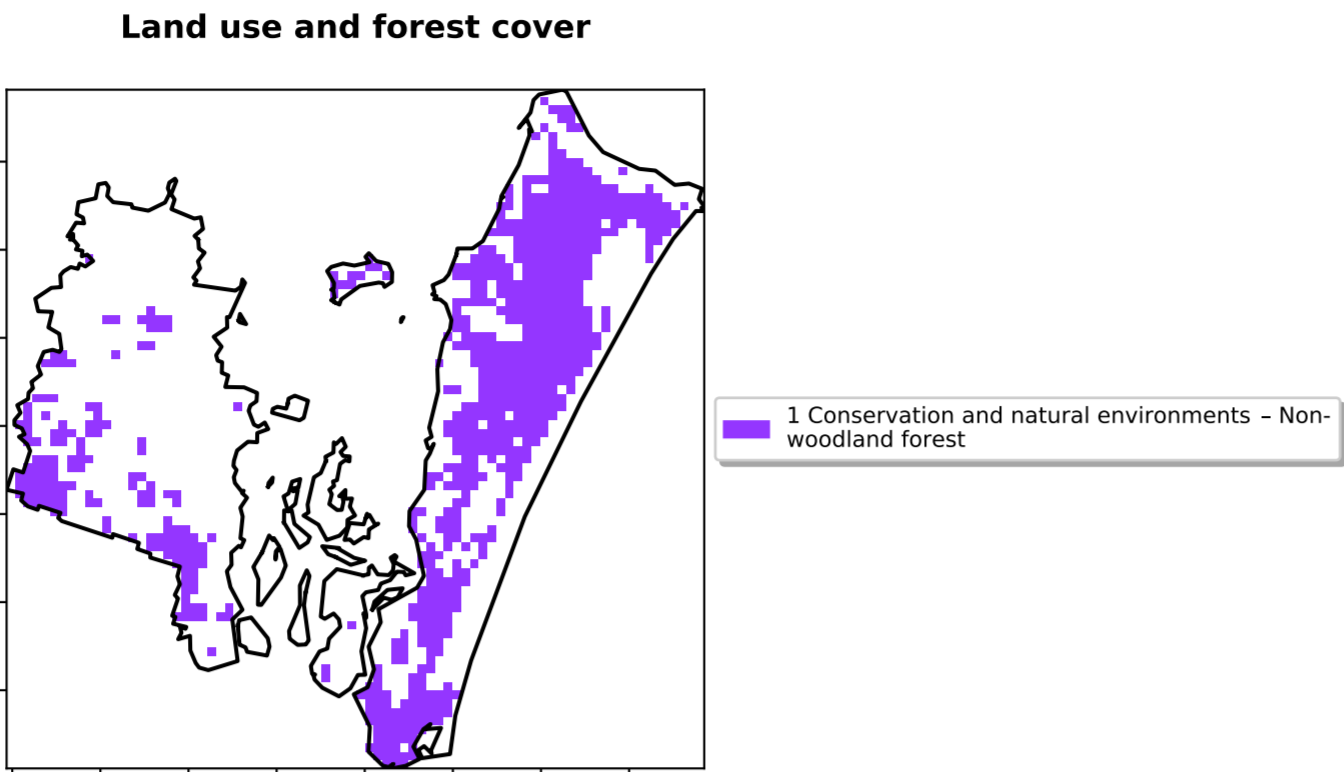 Land use and forest cover
1 Conservation and natural environments – Non-
woodland forest